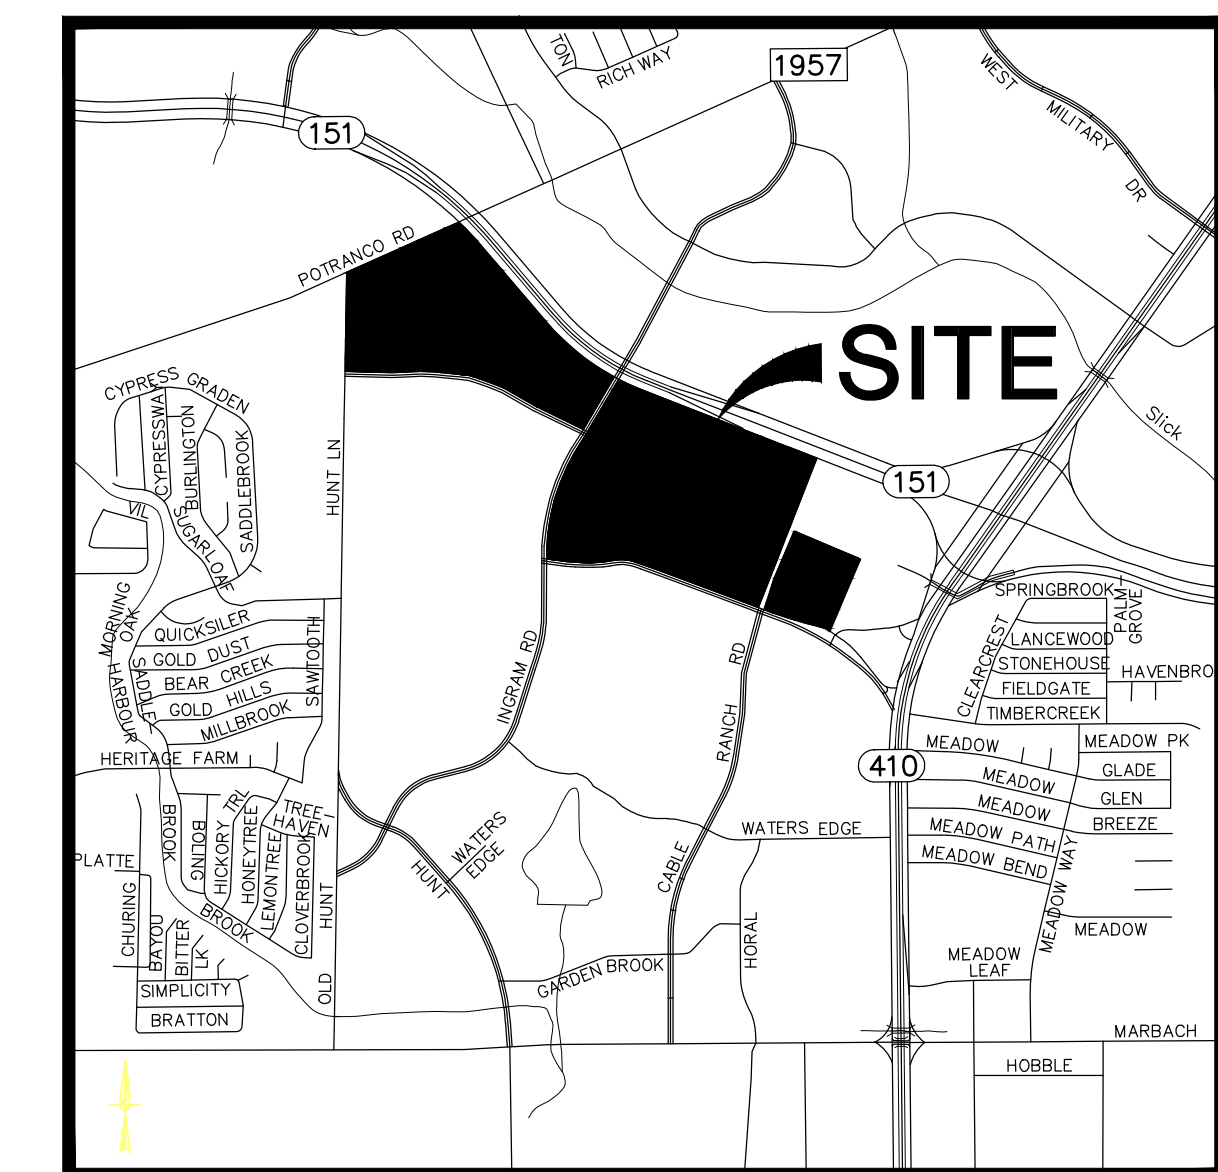 TON
RICH WAY
1957
WEST
MILITARY
DR
151
POTRANCO RD
SITE
CYPRESS GRADEN
CYPRESSWAY
BURLINGTON
SADDLEBROOK
HUNT LN
Slick
151
VIL
SUGARLOAF
MORNING
OAK
SPRINGBROOK
PALM-
GROVE
QUICKSILER
SAWTOOTH
LANCEWOOD
GOLD DUST
STONEHOUSE
HARBOUR
SADDLE
BEAR CREEK
INGRAM RD
RANCH RD
CLEARCREST
HAVENBRO
FIELDGATE
GOLD HILLS
TIMBERCREEK
MILLBROOK
HERITAGE FARM
MEADOW
MEADOW PK
410
GLADE
MEADOW
GLEN
TRL
TREE-
HAVEN
MEADOW
BREEZE
BROOK
BOLING
HICKORY
HONEYTREE
LEMONTREE
CLOVERBROOK
WATERS
EDGE
WATERS EDGE
MEADOW PATH
MEADOW BEND
PLATTE
HUNT
CABLE
MEADOW WAY
OLD HUNT
CHURING
BAYOU
BITTER
LK
BROOK
HORAL
MEADOW
GARDEN BROOK
MEADOW
LEAF
SIMPLICITY
BRATTON
MARBACH
HOBBLE